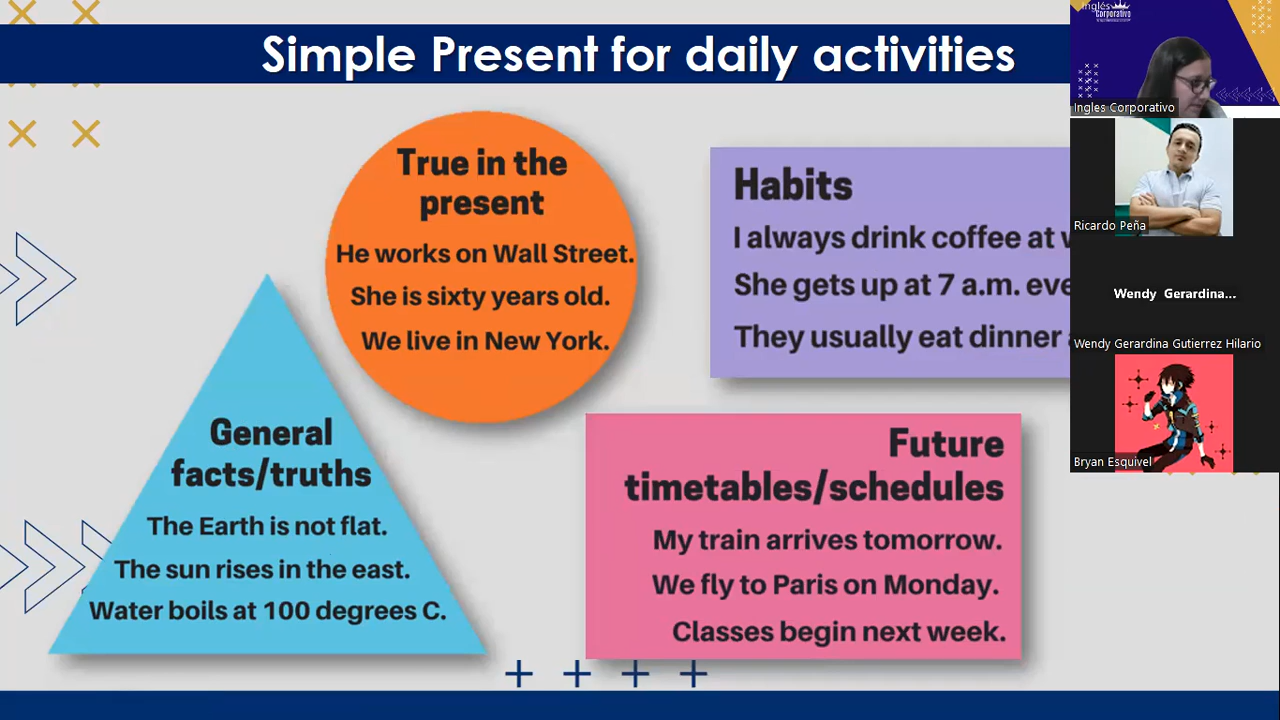 Simple Present for daily activities
True in the
present
He works on Wall Street.
She is sixty years old.
We live in New York.
Habits
I always drink coffee at
She gets up at 7 a.m.
They usually eat dinner
General
facts/truths
The Earth is not flat.
The sun rises in the east.
Water boils at 100 degrees C.
Future
timetables/schedules
My train arrives tomorrow.
We fly to Paris on Monday.
Classes begin next week.
Inglés
Corporativo
Ingles Corporativo
Ricardo Peña
Wendy Gerardina...
Wendy Gerardina Gutierrez Hilario
Bryan Esquivel